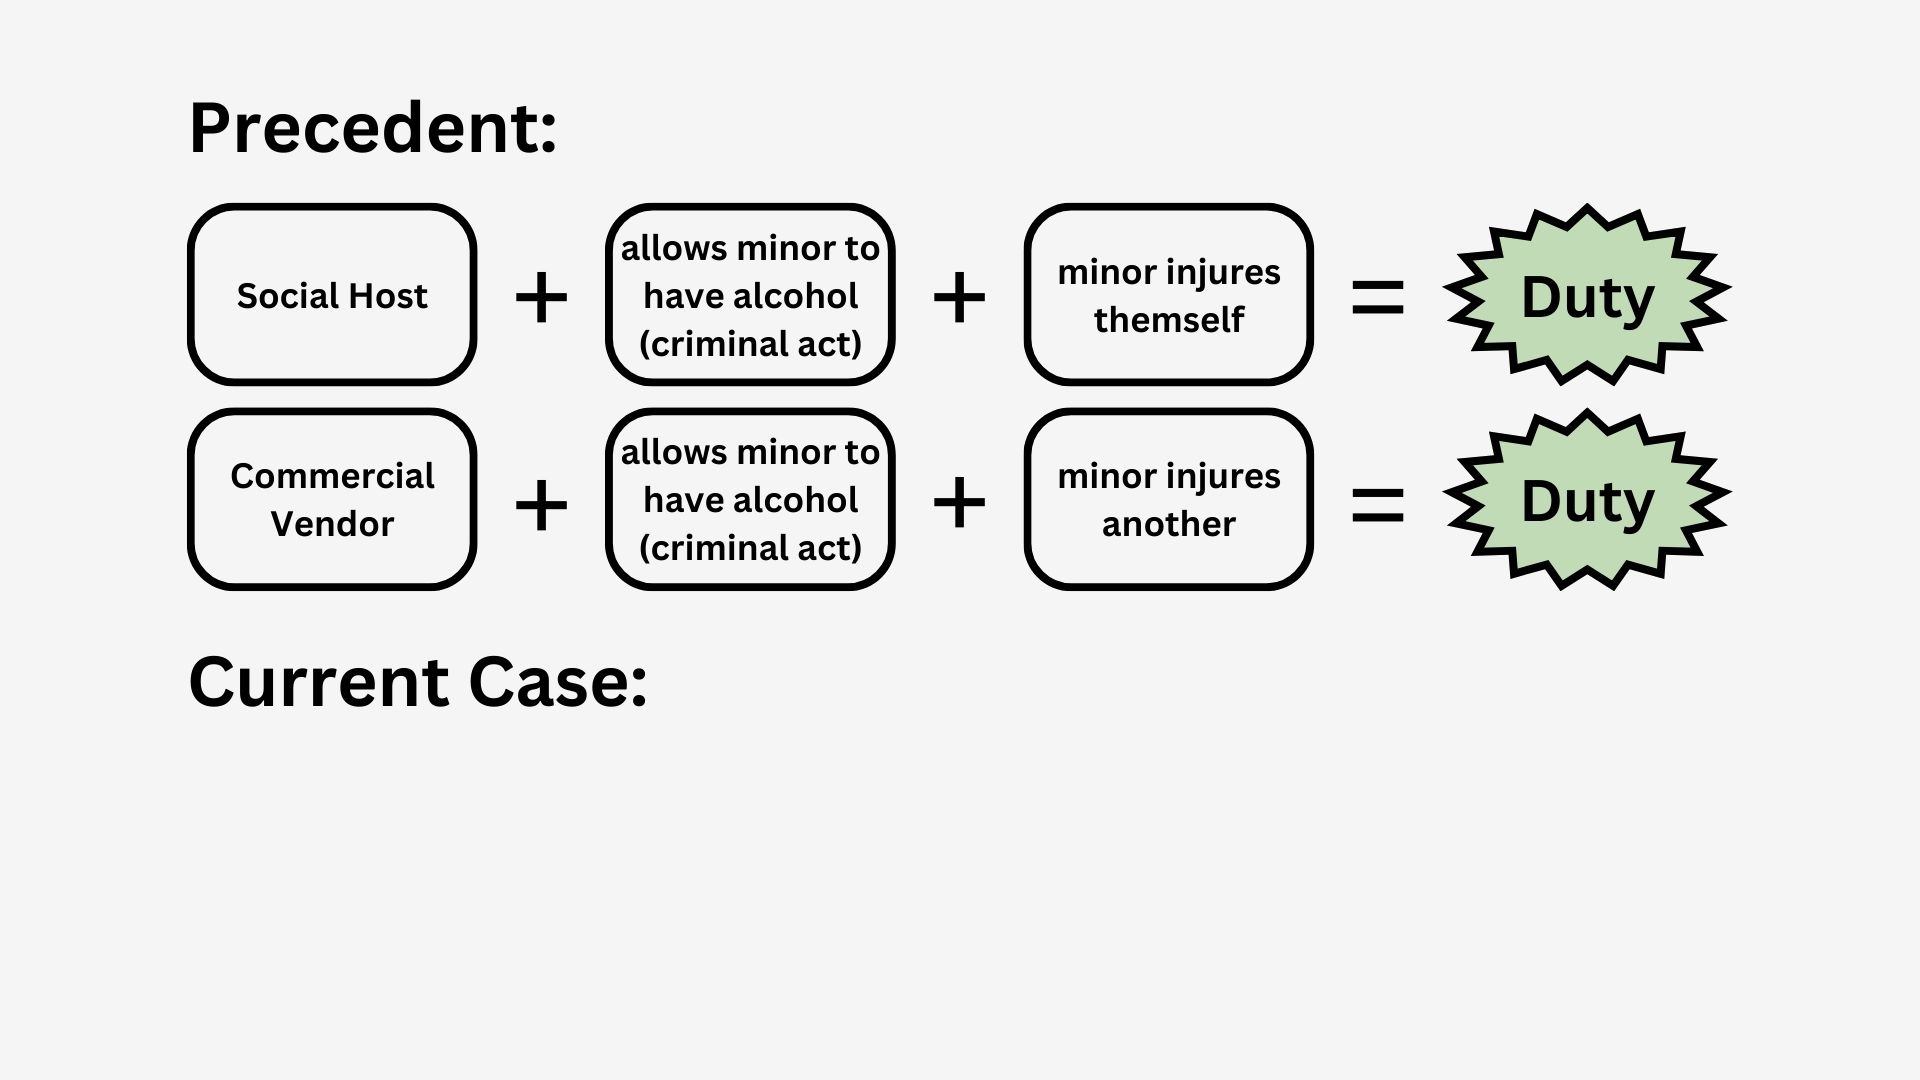 Precedent:
Social Host
+
allows minor to
have alcohol
(criminal act)
+
minor injures
themself
=
Duty
Commercial
Vendor
+
allows minor to
have alcohol
(criminal act)
+
minor injures
another
=
Duty
Current Case: